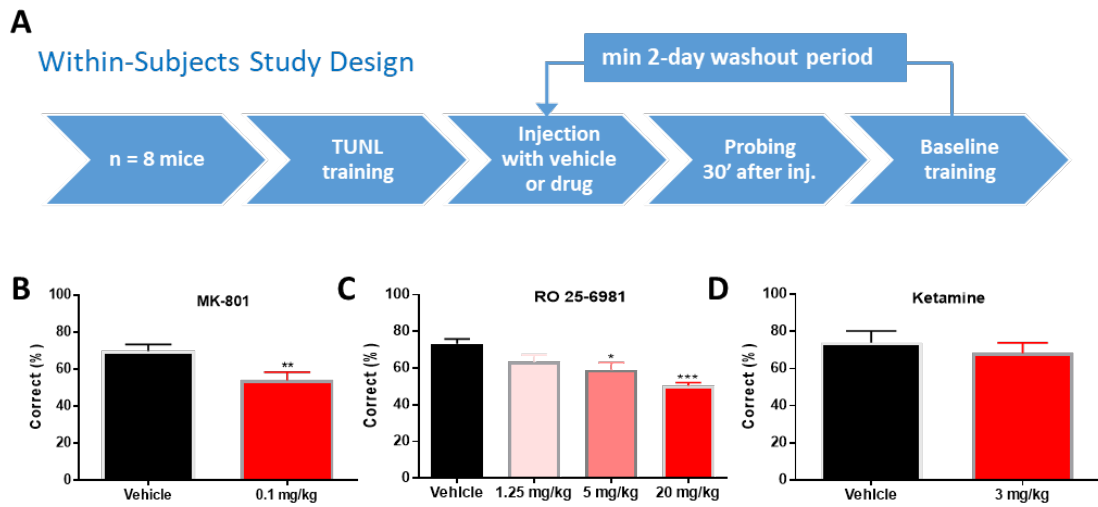 A
Within-Subjects Study Design
min 2-day washout period
n = 8 mice
TUNL
training
Injection
with vehicle
or drug
Probing
30' after inj.
Baseline
training
B
MK-801
Correct (%)
100
80
60
40
20
0
**
Vehicle
0.1 mg/kg
C
RO 25-6981
Correct (%)
100
80
60
40
20
0
*
***
Vehicle
1.25 mg/kg
5 mg/kg
20 mg/kg
D
Ketamine
Correct (%)
100
80
60
40
20
0
Vehicle
3 mg/kg